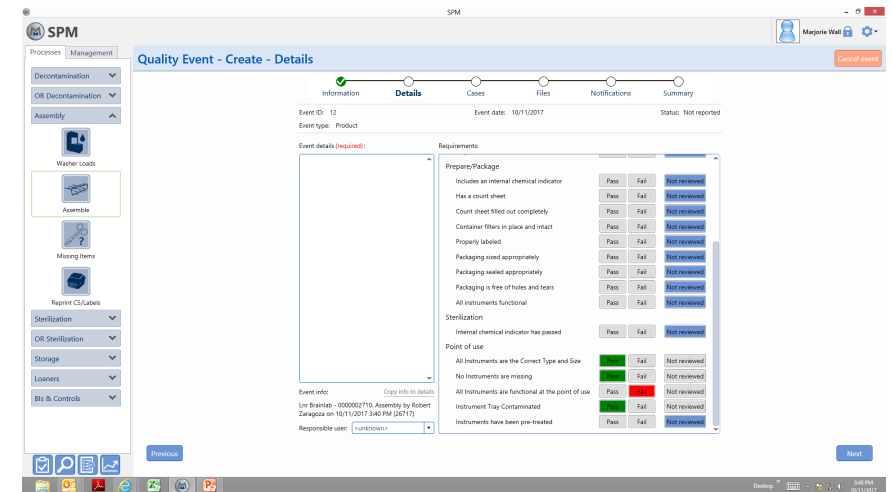 SPM
SPM
Marjorie Wall
Processes Management
Quality Event - Create - Details
Cancel event
Decontamination
OR Decontamination
Assembly
Washer Loads
Assemble
Missing Items
Reprint CS/Labels
Sterilization
OR Sterilization
Storage
Loaners
BIs & Controls
Information Details Cases Files Notifications Summary
Event ID: 12 Event date: 10/11/2017 Status: Not reported
Event type: Product
Event details (required): Requirements:
Prepare/Package
Includes an internal chemical indicator Pass Fail Not reviewed
Has a count sheet Pass Fail Not reviewed
Count sheet filled out completely Pass Fail Not reviewed
Container filters in place and intact Pass Fail Not reviewed
Properly labeled Pass Fail Not reviewed
Packaging sized appropriately Pass Fail Not reviewed
Packaging sealed appropriately Pass Fail Not reviewed
Packaging is free of holes and tears Pass Fail Not reviewed
All instruments functional Pass Fail Not reviewed
Sterilization
Internal chemical indicator has passed Pass Fail Not reviewed
Point of use
All Instruments are the Correct Type and Size Pass Fail Not reviewed
No Instruments are missing Pass Fail Not reviewed
All Instruments are functional at the point of use Pass Fail Not reviewed
Instrument Tray Contaminated Pass Fail Not reviewed
Instruments have been pre-treated Pass Fail Not reviewed
Event info: Copy info to details
Lnr Brainlab - 0000002710, Assembly by Robert
Zaragoza on 10/11/2017 3:40 PM (26717)
Responsible user: <unknown>
Previous Next
Desktop
3:48 PM
10/11/2017